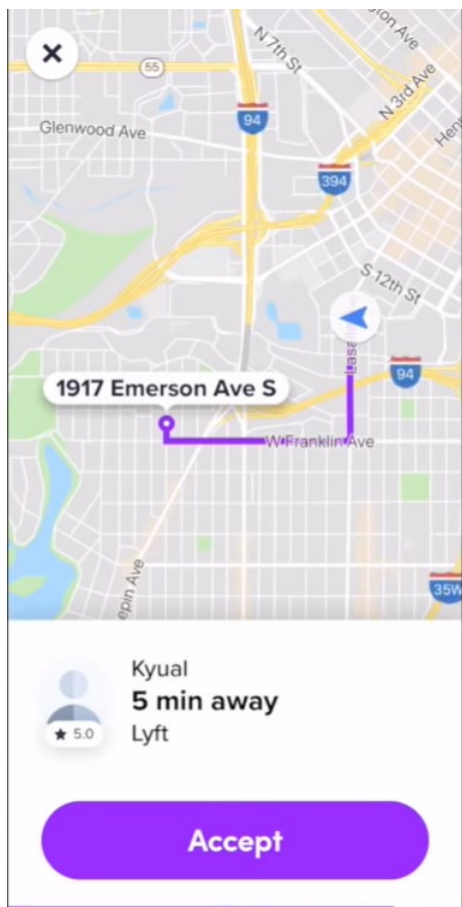 N 7th St
55
N 3rd Ave
94
Glenwood Ave
394
S 12th St
94
1917 Emerson Ave S
W Franklin Ave
35W
Kyual
5 min away
★ 5.0
Lyft
Accept